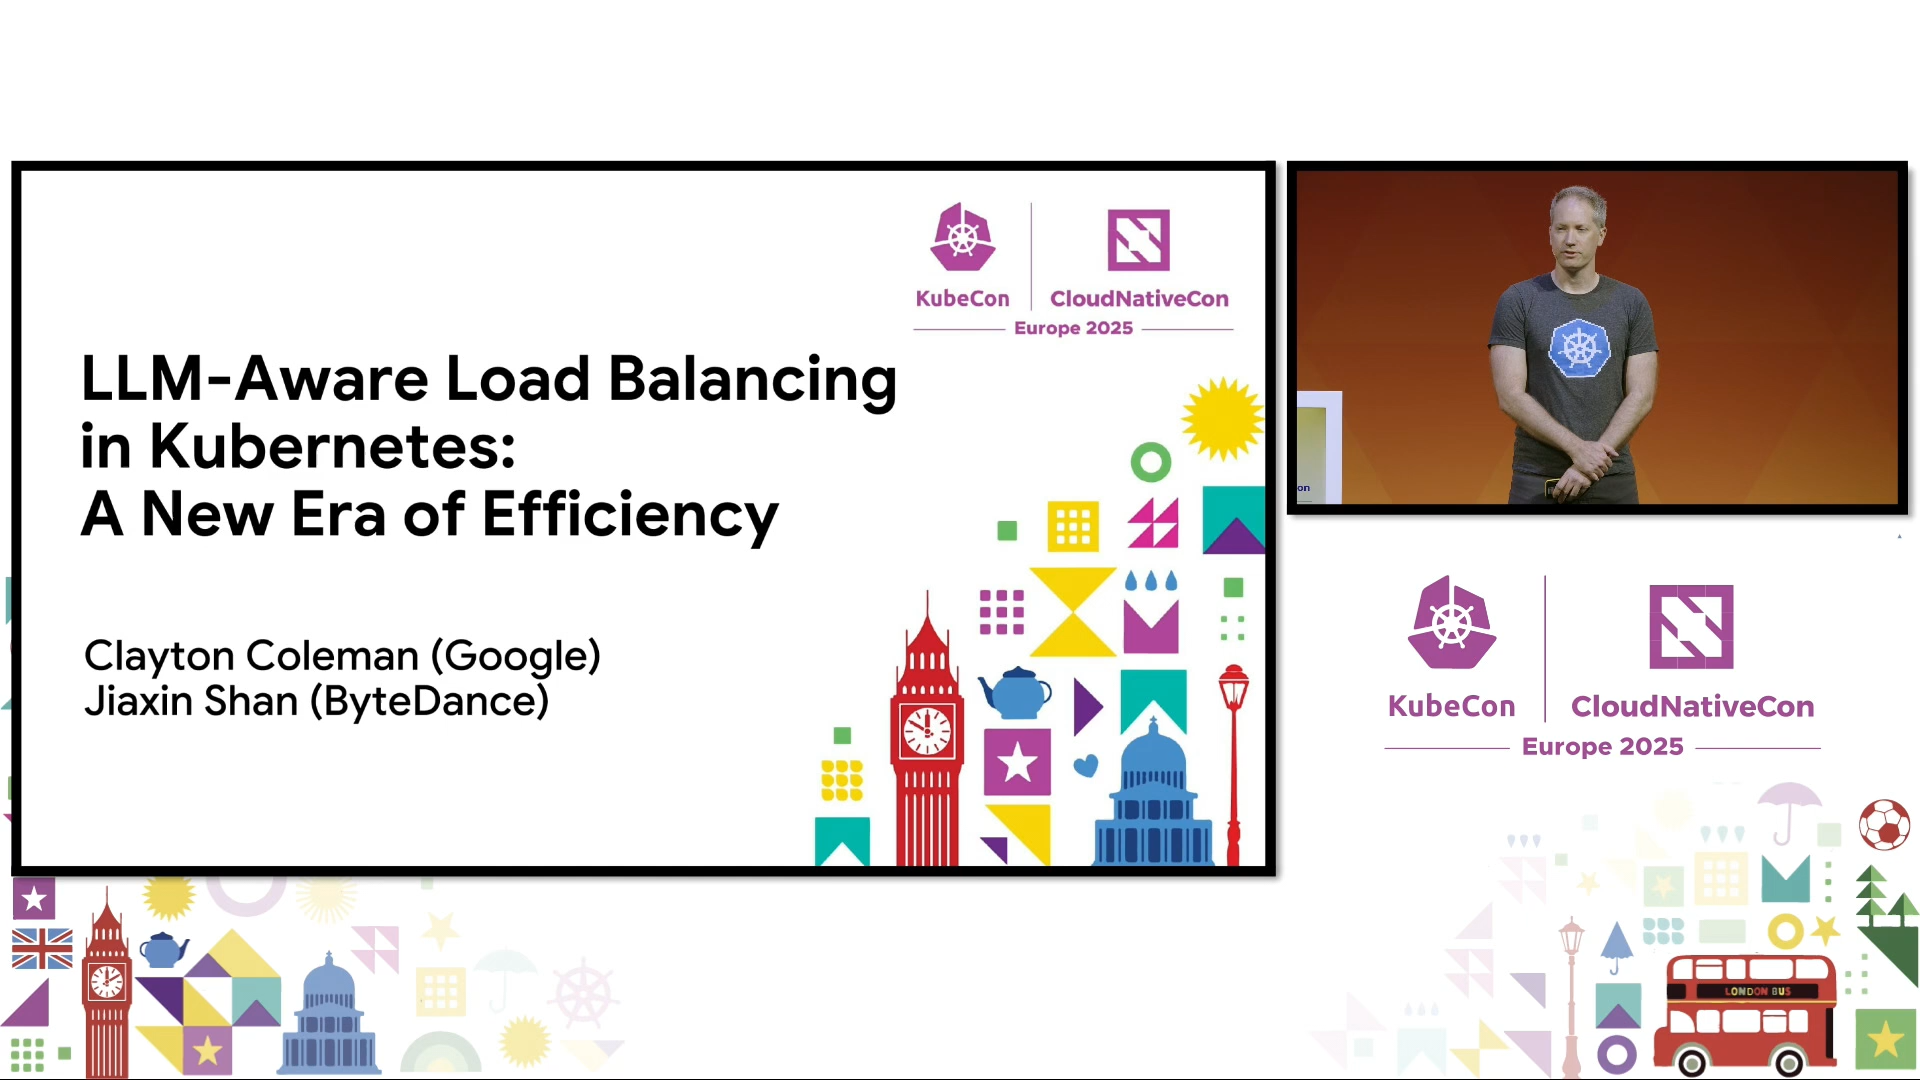 KubeCon
CloudNativeCon
Europe 2025
LLM-Aware Load Balancing
in Kubernetes:
A New Era of Efficiency
Clayton Coleman (Google)
Jiaxin Shan (ByteDance)
on
KubeCon
CloudNativeCon
Europe 2025
LONDON BUS